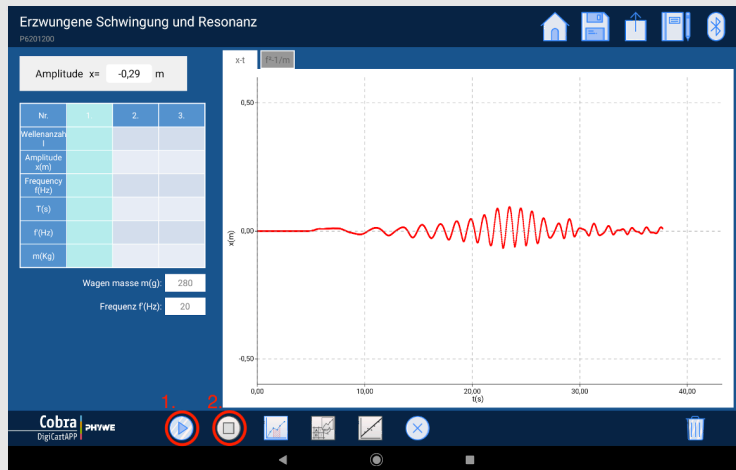 Erzwungene Schwingung und Resonanz
P6201200
Amplitude x= -0,29 m
x-t
f²-1/m
Nr. 1. 2. 3.
Wellenanzahl
Amplitude x(m)
Frequency f(Hz)
T(s)
f'(Hz)
m(Kg)
Wagen masse m(g): 280
Frequenz f'(Hz): 20
0,50
0,00
-0,50
x(m)
0,00 10,00 20,00 30,00 40,00
t(s)
1. 2.
Cobra PHYWE
DigiCartAPP